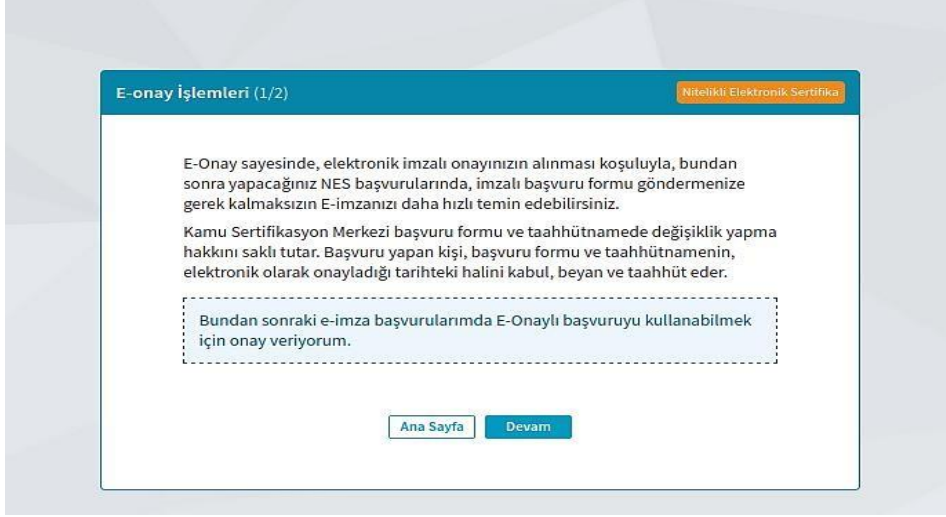 E-onay İşlemleri (1/2)
Nitelikli Elektronik Sertifika
E-Onay sayesinde, elektronik imzalı onayınızın alınması koşuluyla, bundan
sonra yapacağınız NES başvurularında, imzalı başvuru formu göndermenize
gerek kalmaksızın E-imzanızı daha hızlı temin edebilirsiniz.
Kamu Sertifikasyon Merkezi başvuru formu ve taahhütnamede değişiklik yapma
hakkını saklı tutar. Başvuru yapan kişi, başvuru formu ve taahhütnamenin,
elektronik olarak onayladığı tarihteki halini kabul, beyan ve taahhüt eder.
Bundan sonraki e-imza başvurularımda E-Onaylı başvuruyu kullanabilmek
için onay veriyorum.
Ana Sayfa
Devam